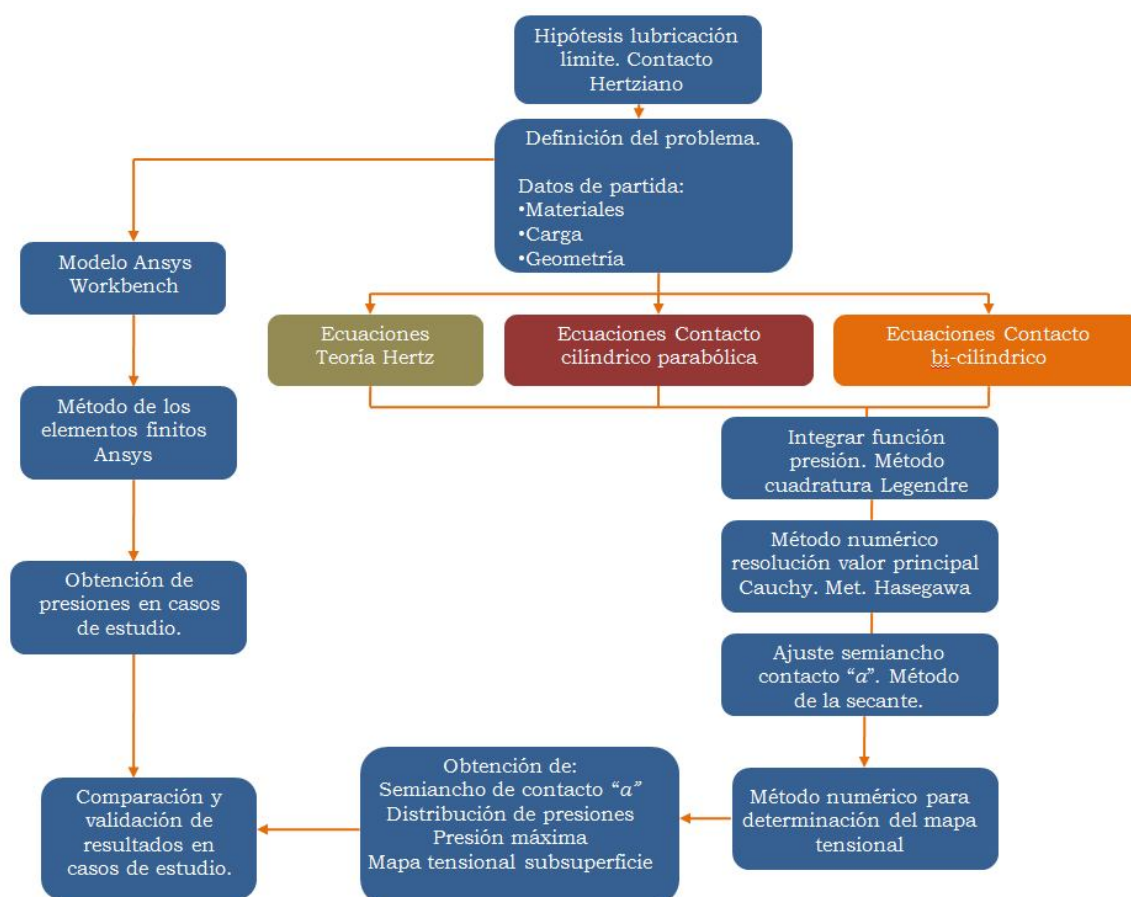 Hipótesis lubricación
límite. Contacto
Hertziano
Definición del problema.
Datos de partida:
•Materiales
•Carga
•Geometría
Modelo Ansys
Workbench
Ecuaciones
Teoría Hertz
Ecuaciones Contacto
cilíndrico parabólica
Ecuaciones Contacto
bi-cilíndrico
Método de los
elementos finitos
Ansys
Integrar función
presión. Método
cuadratura Legendre
Método numérico
resolución valor principal
Cauchy. Met. Hasegawa
Obtención de
presiones en casos
de estudio.
Ajuste semiancho
contacto “a”. Método
de la secante.
Método numérico para
determinación del mapa
tensional
Obtención de:
Semiancho de contacto “a”
Distribución de presiones
Presión máxima
Mapa tensional subsuperficie
Comparación y
validación de
resultados en
casos de estudio.